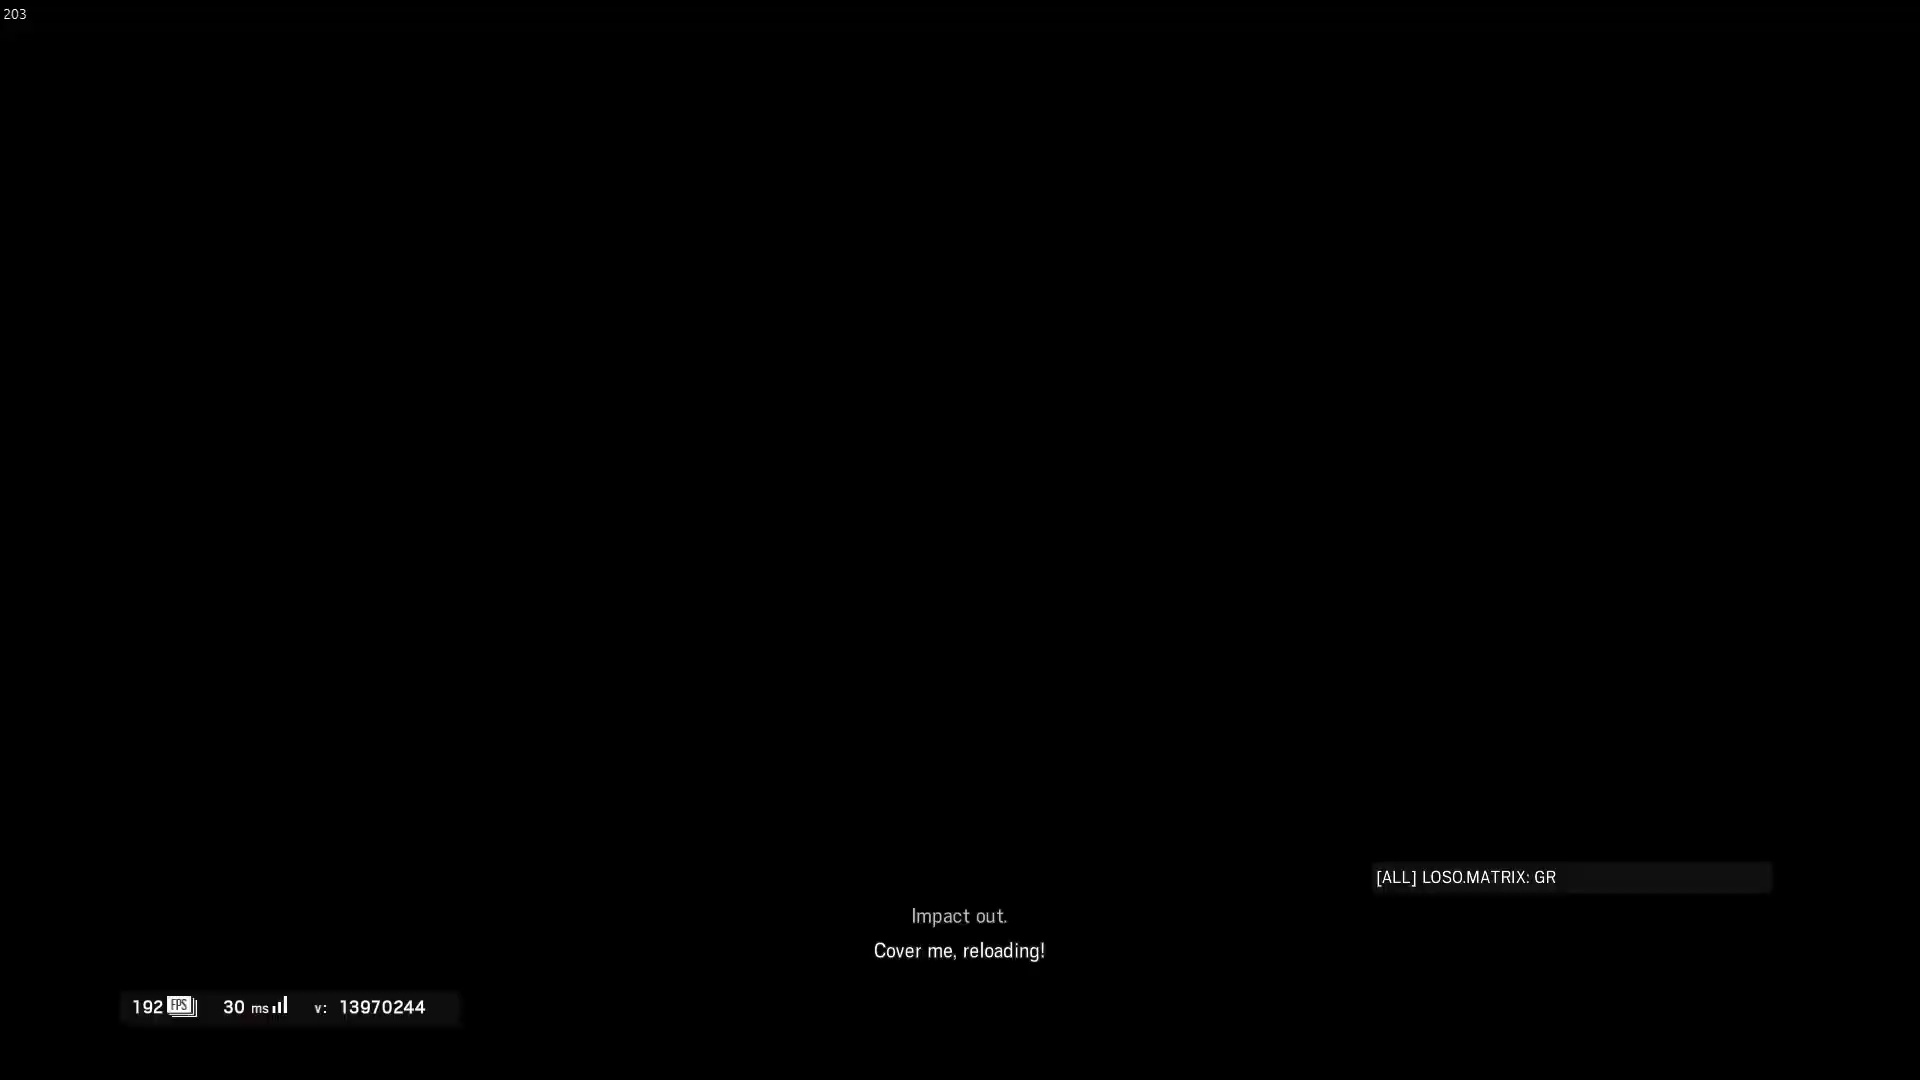 203
[ALL] LOSO.MATRIX: GR
Impact out.
Cover me, reloading!
192 FPS 30 ms v: 13970244